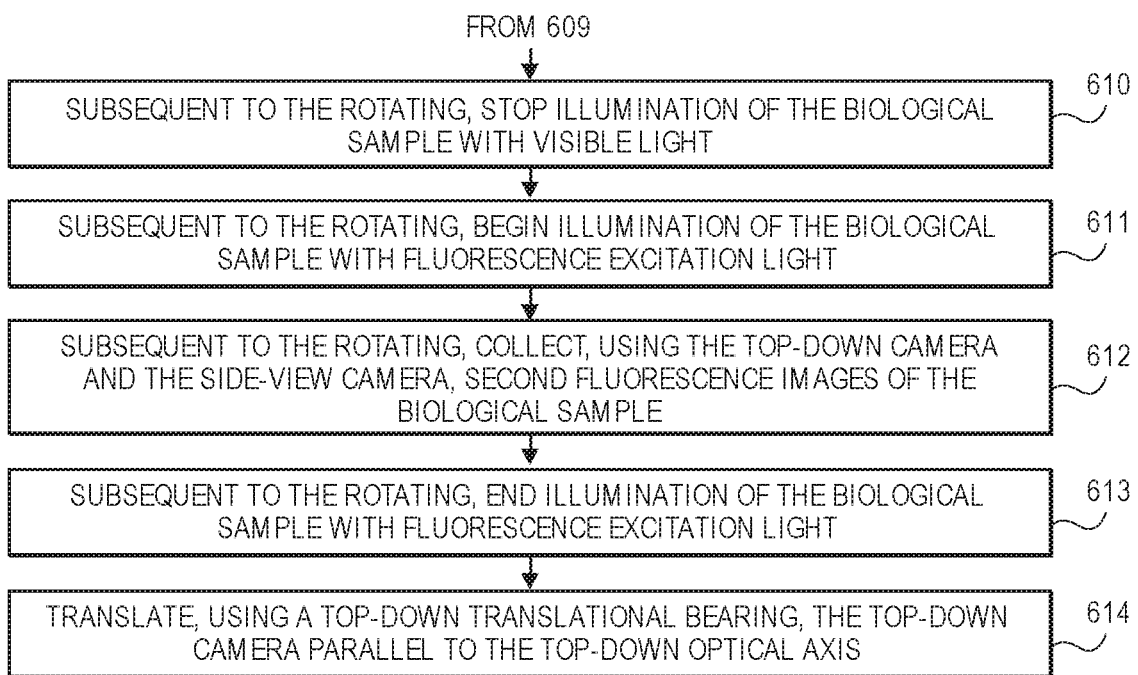 FROM 609
SUBSEQUENT TO THE ROTATING, STOP ILLUMINATION OF THE BIOLOGICAL
SAMPLE WITH VISIBLE LIGHT
610
SUBSEQUENT TO THE ROTATING, BEGIN ILLUMINATION OF THE BIOLOGICAL
SAMPLE WITH FLUORESCENCE EXCITATION LIGHT
611
SUBSEQUENT TO THE ROTATING, COLLECT, USING THE TOP-DOWN CAMERA
AND THE SIDE-VIEW CAMERA, SECOND FLUORESCENCE IMAGES OF THE
BIOLOGICAL SAMPLE
612
SUBSEQUENT TO THE ROTATING, END ILLUMINATION OF THE BIOLOGICAL
SAMPLE WITH FLUORESCENCE EXCITATION LIGHT
613
TRANSLATE, USING A TOP-DOWN TRANSLATIONAL BEARING, THE TOP-DOWN
CAMERA PARALLEL TO THE TOP-DOWN OPTICAL AXIS
614